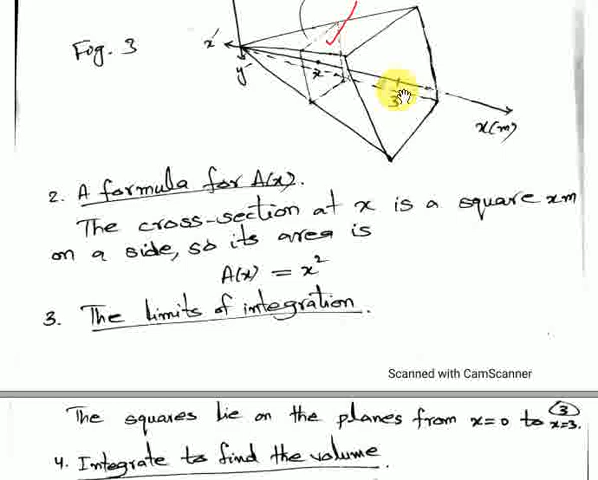 Fog. 3
x'
y'
x
3
x(m)
2. A formula for A(x).
The cross-section at x is a square xm
on a side, so its area is
A(x) = x²
3. The limits of integration.
Scanned with CamScanner
The squares lie on the planes from x=0 to x=3.
3
4. Integrate to find the volume